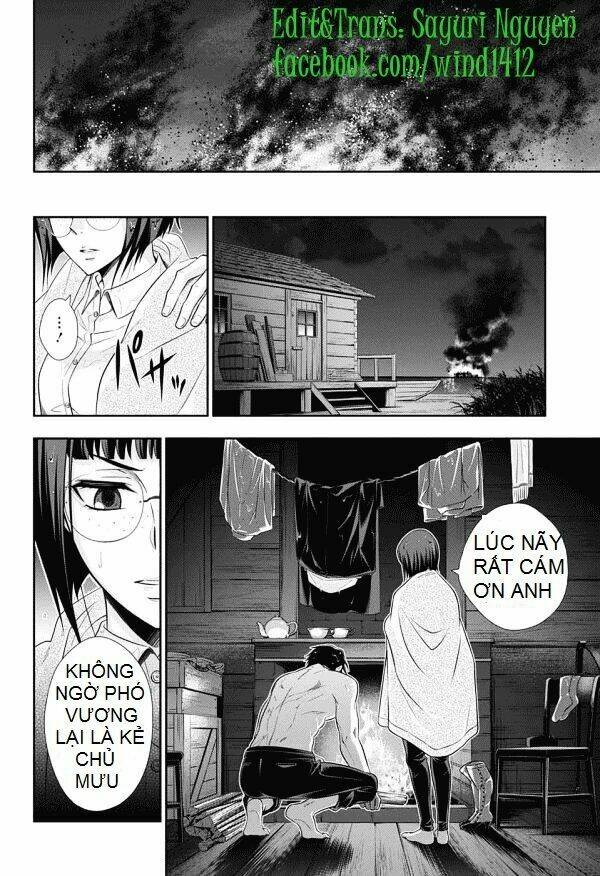 Edit&Trans: Sayuri Nguyen
facebook.com/wind1412
...
パサ
LÚC NÃY
RẤT CÁM
ƠN ANH
KHÔNG
NGỜ PHÓ
VƯƠNG
LẠI LÀ KẺ
CHỦ
MƯU